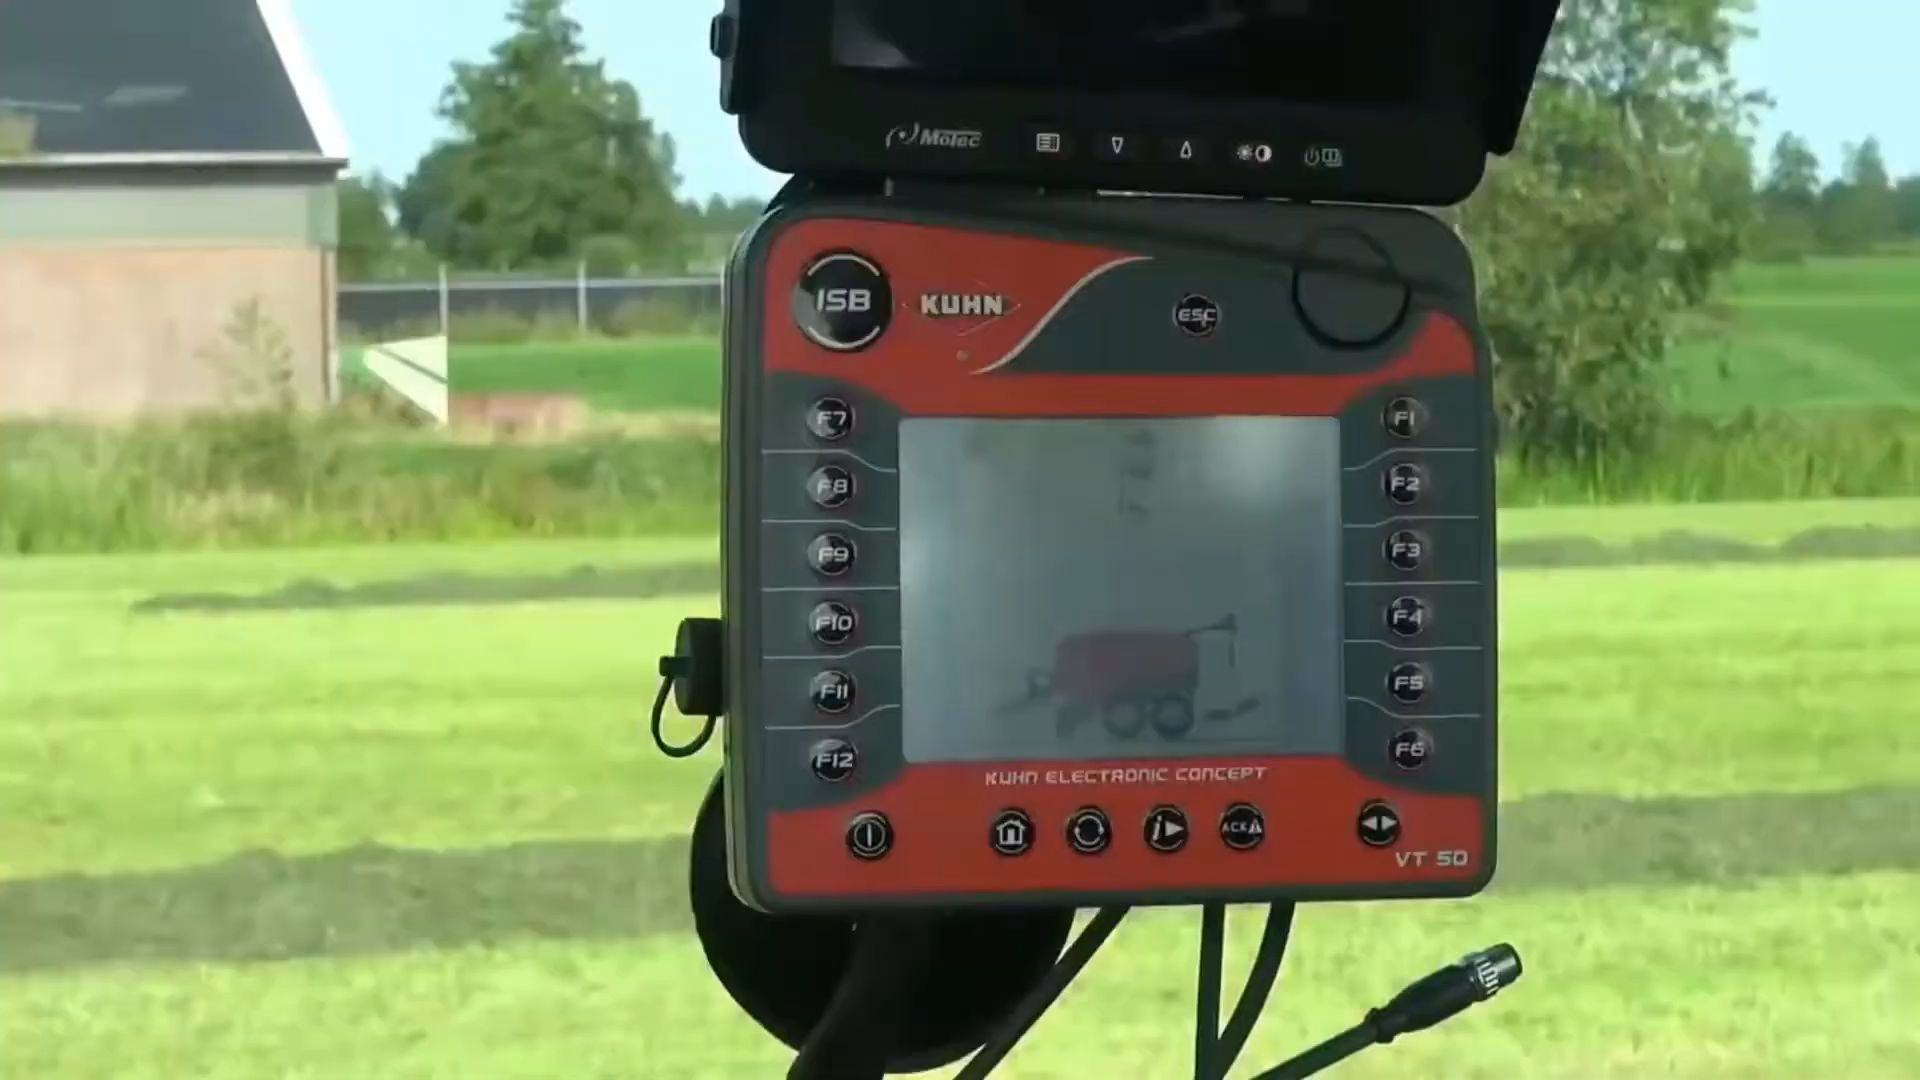 MoTec
ISB
KUHN
ESC
F7
F1
F8
F2
F9
F3
F10
F4
F11
F5
F12
F6
KUHN ELECTRONIC CONCEPT
i
ACK
VT 50